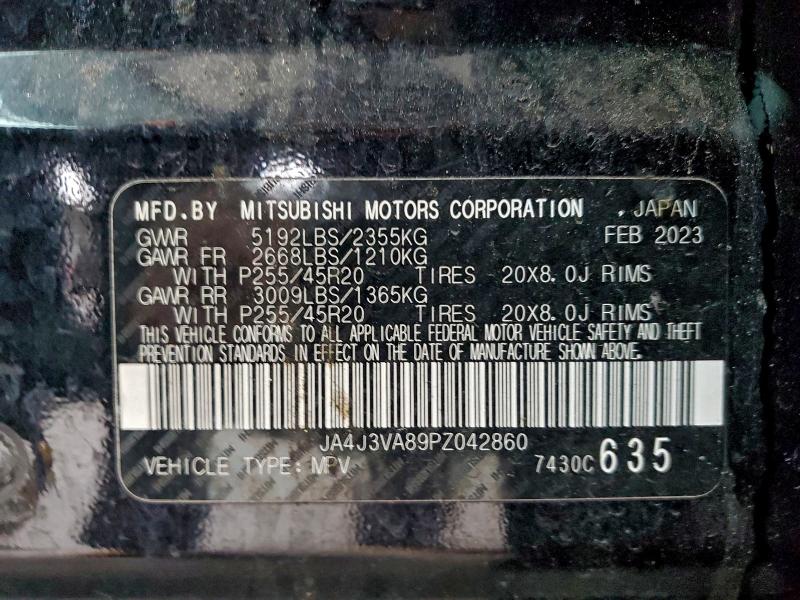 MFD.BY MITSUBISHI MOTORS CORPORATION , JAPAN
GVWR 5192LBS/2355KG FEB 2023
GAWR FR 2668LBS/1210KG
WITH P255/45R20 TIRES 20X8.0J RIMS
GAWR RR 3009LBS/1365KG
WITH P255/45R20 TIRES 20X8.0J RIMS
THIS VEHICLE CONFORMS TO ALL APPLICABLE FEDERAL MOTOR VEHICLE SAFETY AND THEFT
PREVENTION STANDARDS IN EFFECT ON THE DATE OF MANUFACTURE SHOWN ABOVE.
JA4J3VA89PZ042860
VEHICLE TYPE: MPV 7430C 635